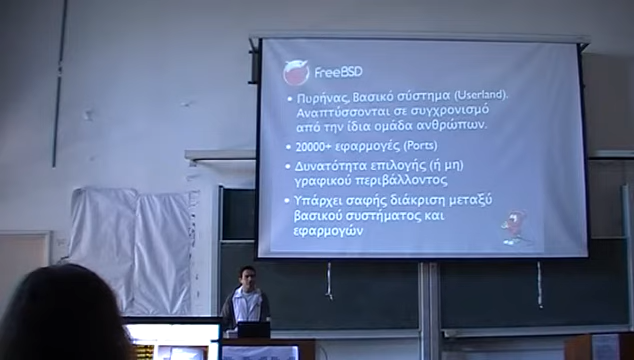 FreeBSD
• Πυρήνας, Βασικό σύστημα (Userland).
Αναπτύσσονται σε συγχρονισμό
από την ίδια ομάδα ανθρώπων.
• 20000+ εφαρμογές (Ports)
• Δυνατότητα επιλογής (ή μη)
γραφικού περιβάλλοντος
• Υπάρχει σαφής διάκριση μεταξύ
βασικού συστήματος και
εφαρμογών